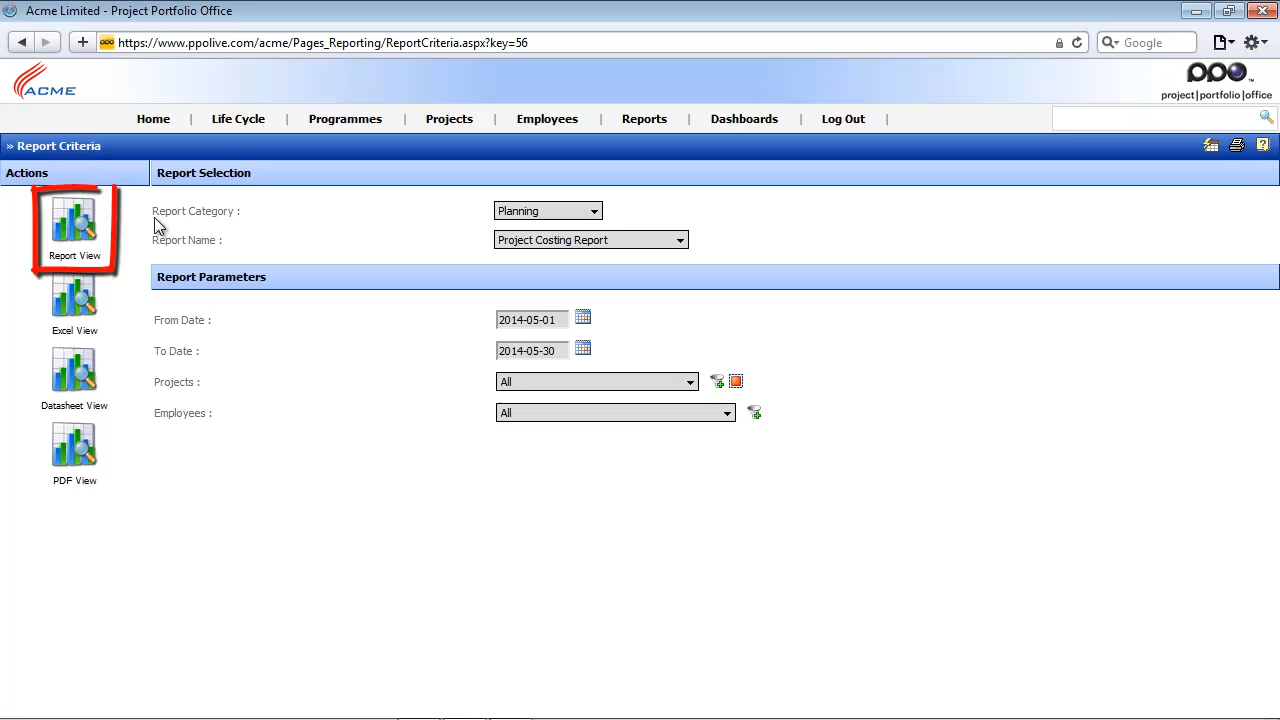 Acme Limited - Project Portfolio Office
https://www.ppolive.com/acme/Pages_Reporting/ReportCriteria.aspx?key=56
Google
ACME
ppo™
project|portfolio|office
Home | Life Cycle | Programmes | Projects | Employees | Reports | Dashboards | Log Out |
» Report Criteria
Actions
Report Selection
Report View
Report Category :
Planning
Report Name :
Project Costing Report
Report Parameters
Excel View
From Date :
2014-05-01
To Date :
2014-05-30
Datasheet View
Projects :
All
Employees :
All
PDF View